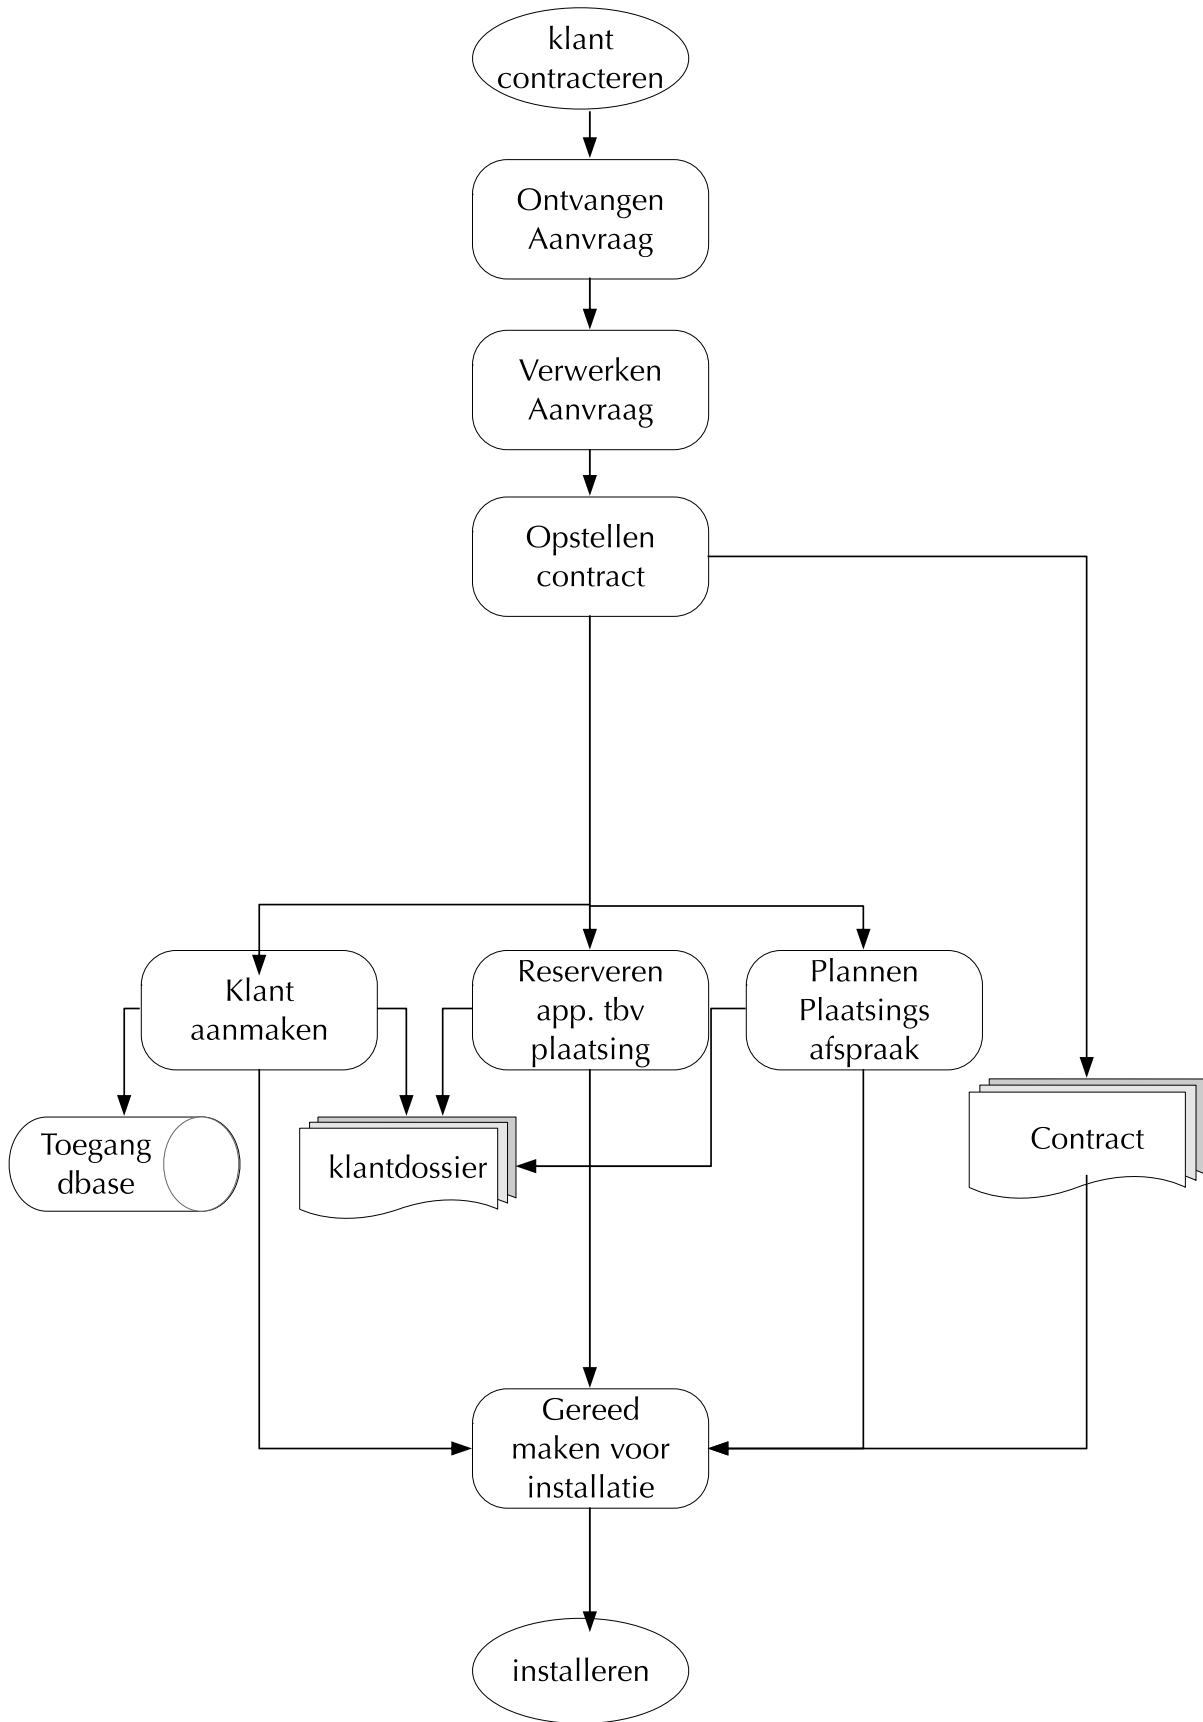 klant
contracteren
Ontvangen
Aanvraag
Verwerken
Aanvraag
Opstellen
contract
Klant
aanmaken
Reserveren
app. tbv
plaatsing
Plannen
Plaatsings
afspraak
Toegang
dbase
klantdossier
Contract
Gereed
maken voor
installatie
installeren